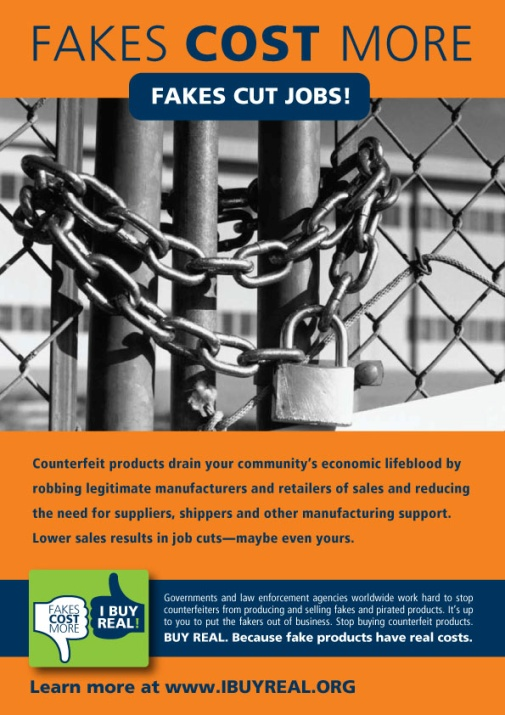 FAKES COST MORE
FAKES CUT JOBS!
Counterfeit products drain your community's economic lifeblood by
robbing legitimate manufacturers and retailers of sales and reducing
the need for suppliers, shippers and other manufacturing support.
Lower sales results in job cuts—maybe even yours.
FAKES
COST
MORE
I BUY
REAL!
Governments and law enforcement agencies worldwide work hard to stop
counterfeiters from producing and selling fakes and pirated products. It's up
to you to put the fakers out of business. Stop buying counterfeit products.
BUY REAL. Because fake products have real costs.
Learn more at www.IBUYREAL.ORG